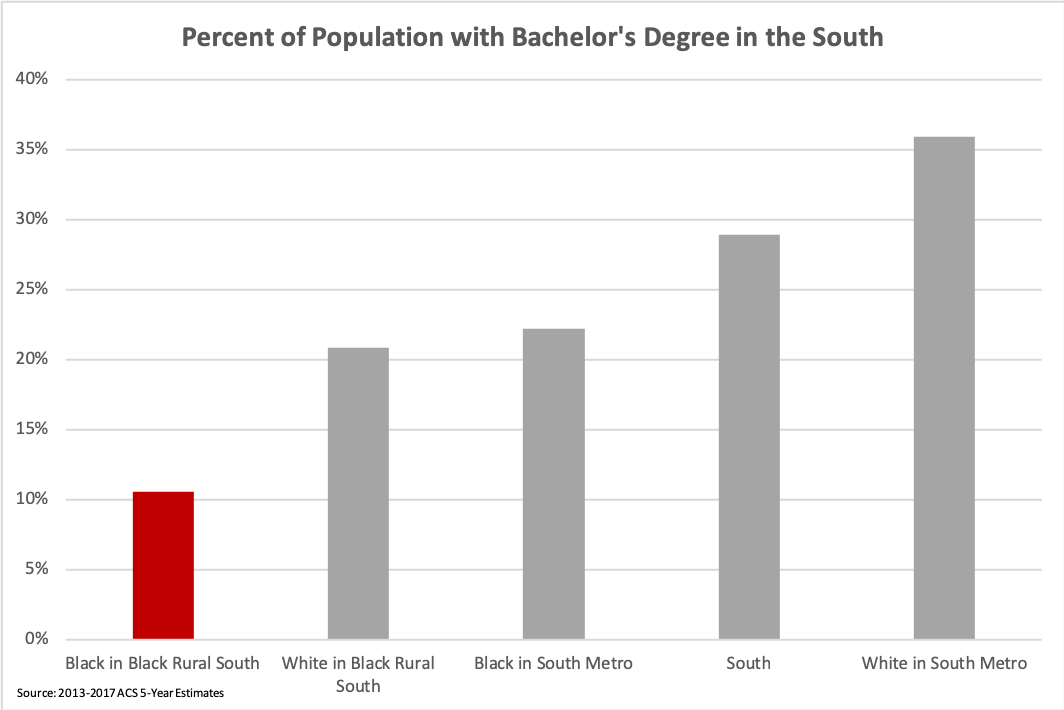 Percent of Population with Bachelor's Degree in the South
40%
35%
30%
25%
20%
15%
10%
5%
0%
Black in Black Rural South
White in Black Rural
South
Black in South Metro
South
White in South Metro
Source: 2013-2017 ACS 5-Year Estimates